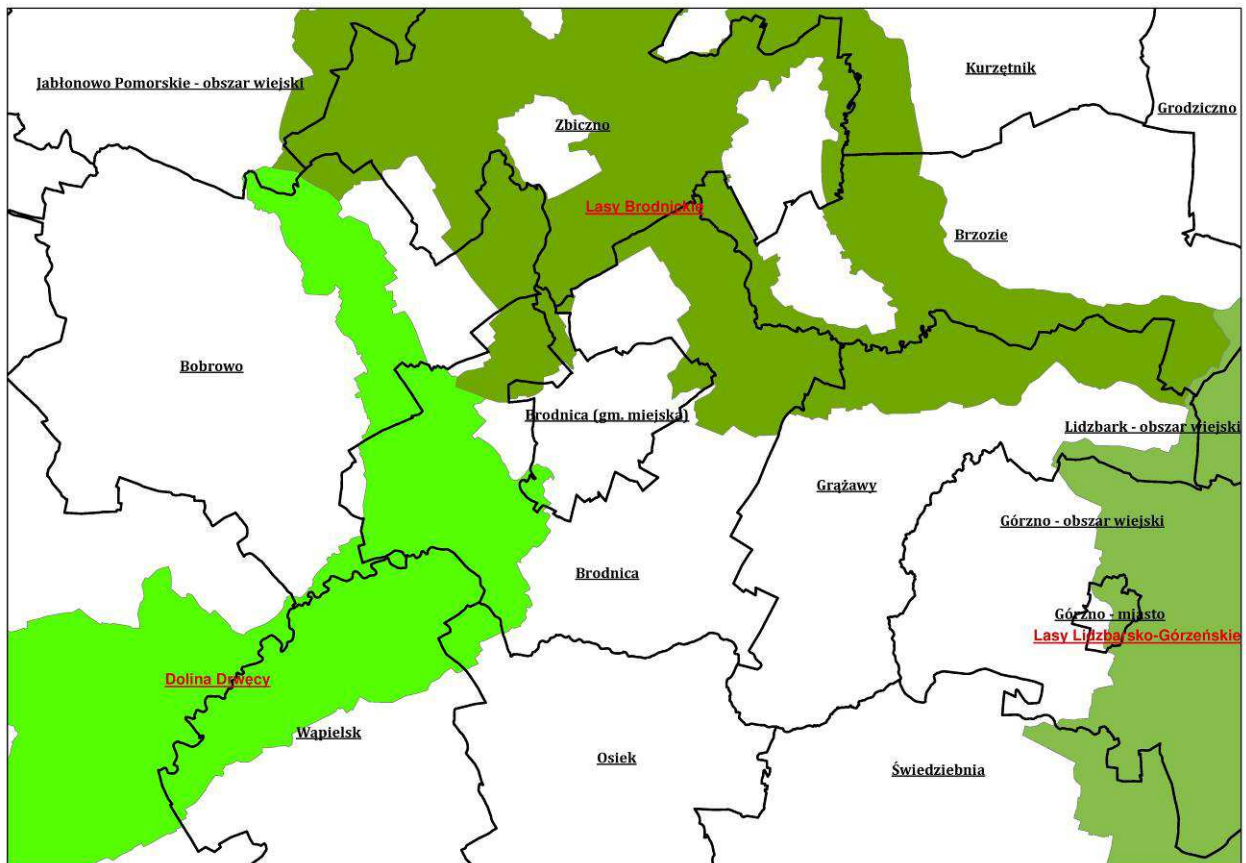 Kurzętnik
Jabłonowo Pomorskie - obszar wiejski
Grodziczno
Zbiczno
Lasy Brodnickie
Brzozie
Bobrowo
Brodnica (gm. miejska)
Lidzbark - obszar wiejski
Grążawy
Górzno - obszar wiejski
Brodnica
Górzno - miasto
Lasy Lidzbarsko-Górzeńskie
Dolina Drwęcy
Wąpielsk
Osiek
Świedziebnia